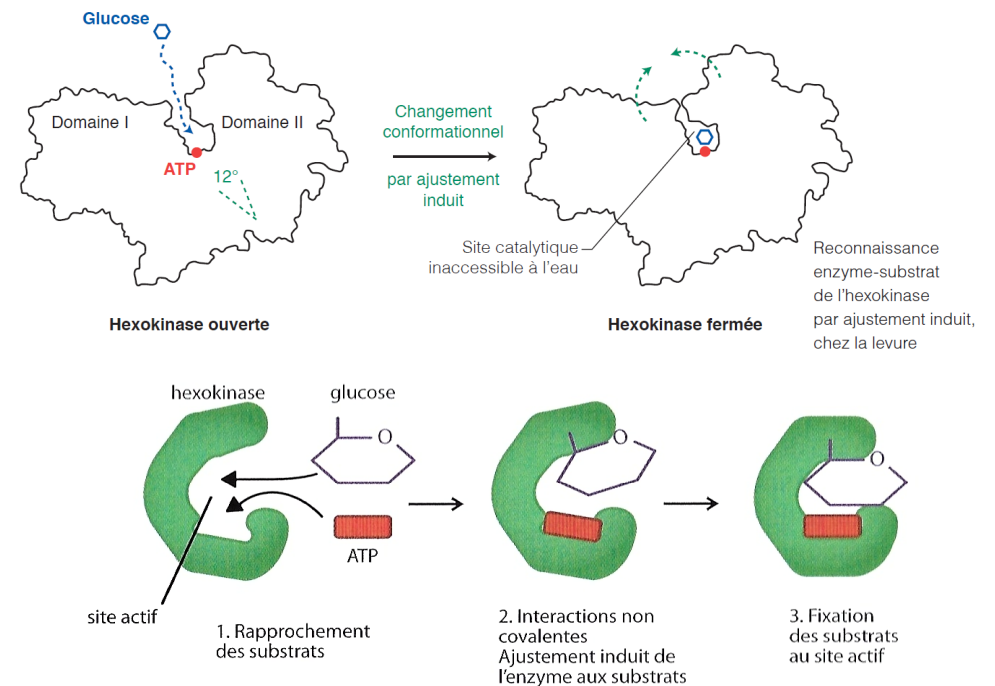 Glucose
Domaine I
Domaine II
ATP
12°
Changement
conformationnel
par ajustement
induit
Site catalytique
inaccessible à l'eau
Reconnaissance
enzyme-substrat
de l'hexokinase
par ajustement induit,
chez la levure
Hexokinase ouverte
Hexokinase fermée
hexokinase
glucose
O
ATP
site actif
1. Rapprochement
des substrats
O
2. Interactions non
covalentes
Ajustement induit de
l'enzyme aux substrats
O
3. Fixation
des substrats
au site actif